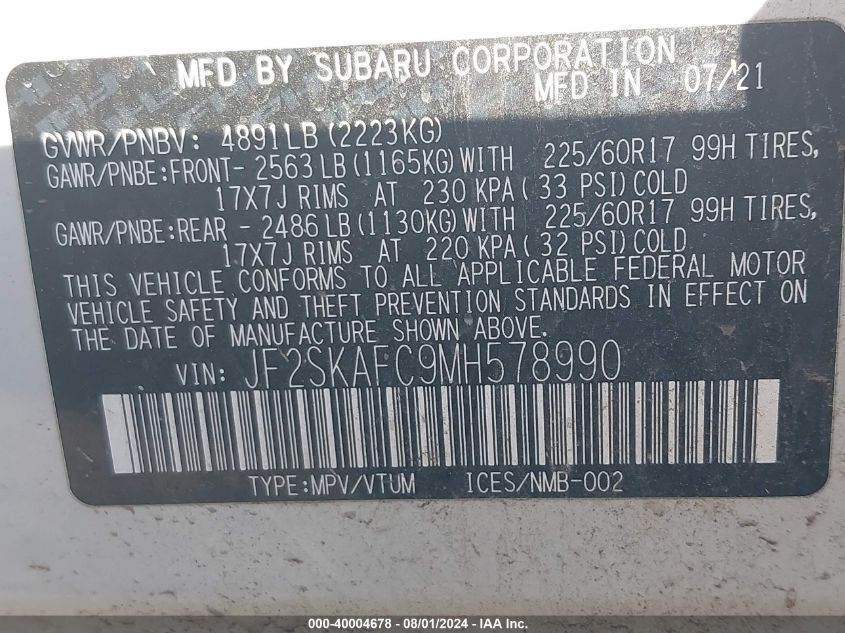 MFD BY SUBARU CORPORATION
MFD IN 07/21
GVWR/PNBV: 4891LB(2223KG)
GAWR/PNBE:FRONT-2563LB(1165KG)WITH 225/60R17 99H TIRES,
17X7J RIMS AT 230 KPA(33 PSI)COLD
GAWR/PNBE:REAR -2486LB(1130KG)WITH 225/60R17 99H TIRES,
17X7J RIMS AT 220 KPA(32 PSI)COLD
THIS VEHICLE CONFORMS TO ALL APPLICABLE FEDERAL MOTOR
VEHICLE SAFETY AND THEFT PREVENTION STANDARDS IN EFFECT ON
THE DATE OF MANUFACTURE SHOWN ABOVE.
VIN: JF2SKAFC9MH578990
TYPE:MPV/VTUM ICES/NMB-002
000-40004678 - 08/01/2024 - IAA Inc.